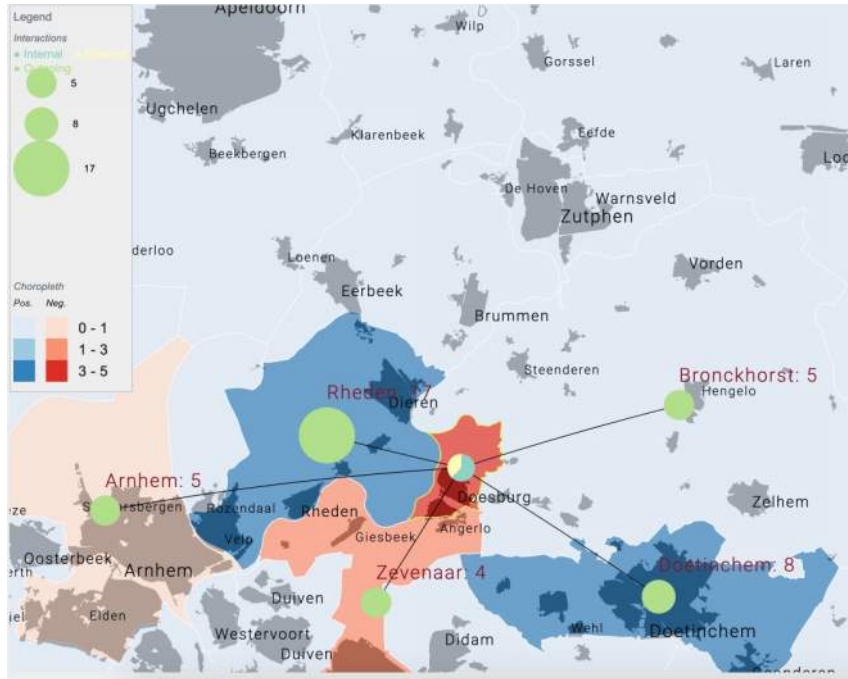 Legend
Interactions
Internal
5
8
17
Choropleth
Pos. Neg.
0 - 1
1 - 3
3 - 5
Apeldoorn
Wilp
Gorssel
Laren
Ugchelen
Klarenbeek
Eefde
Beekbergen
De Hoven
Warnsveld
Zutphen
derloo
Loenen
Vorden
Eerbeek
Brummen
Steenderen
Bronckhorst: 5
Hengelo
Dieren
Arnhem: 5
Doesburg
Zelhem
Rozendaal
Rheden
Angerlo
Giesbeek
Velp
Oosterbeek
Arnhem
Zevenaar: 4
Doetinchem: 8
Elden
Duiven
Westervoort
Didam
Wehl
Doetinchem
Duiven